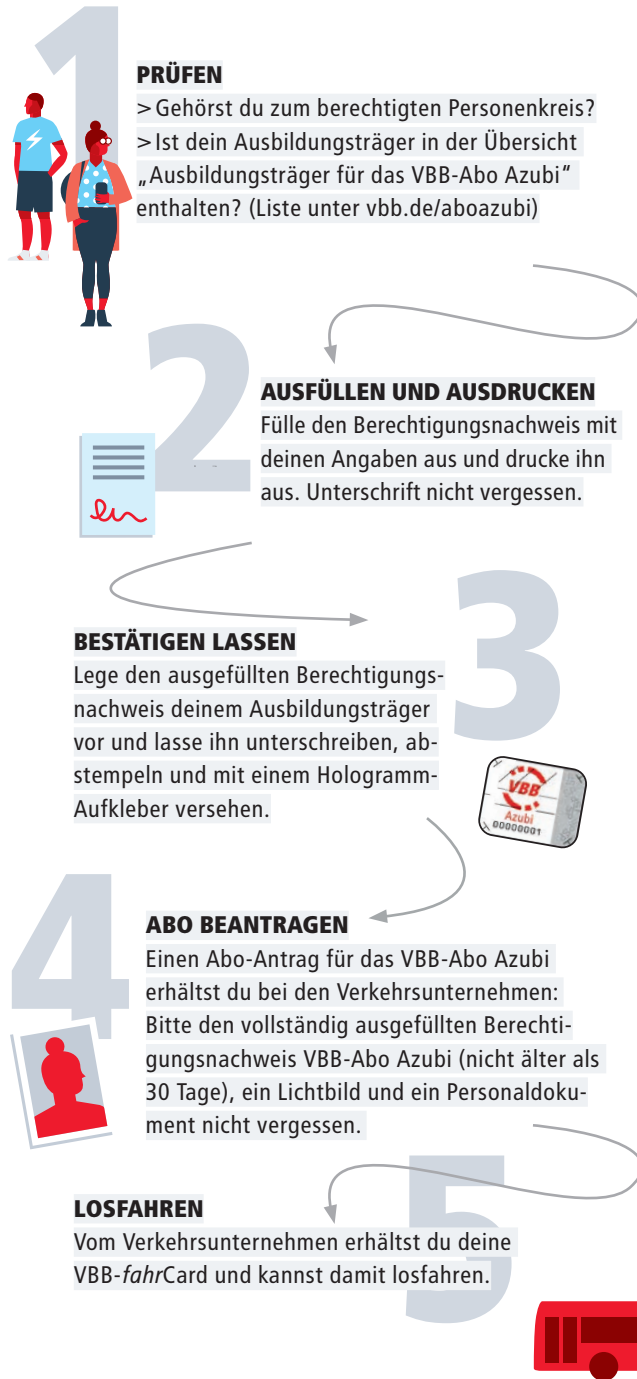 1
PRÜFEN
> Gehörst du zum berechtigten Personenkreis?
> Ist dein Ausbildungsträger in der Übersicht
„Ausbildungsträger für das VBB-Abo Azubi“
enthalten? (Liste unter vbb.de/aboazubi)
2
AUSFÜLLEN UND AUSDRUCKEN
Fülle den Berechtigungsnachweis mit
deinen Angaben aus und drucke ihn
aus. Unterschrift nicht vergessen.
3
BESTÄTIGEN LASSEN
Lege den ausgefüllten Berechtigungs-
nachweis deinem Ausbildungsträger
vor und lasse ihn unterschreiben, ab-
stempeln und mit einem Hologramm-
Aufkleber versehen.
VBB
Azubi
00000001
4
ABO BEANTRAGEN
Einen Abo-Antrag für das VBB-Abo Azubi
erhältst du bei den Verkehrsunternehmen:
Bitte den vollständig ausgefüllten Berechti-
gungsnachweis VBB-Abo Azubi (nicht älter als
30 Tage), ein Lichtbild und ein Personaldoku-
ment nicht vergessen.
5
LOSFAHREN
Vom Verkehrsunternehmen erhältst du deine
VBB-fahrCard und kannst damit losfahren.